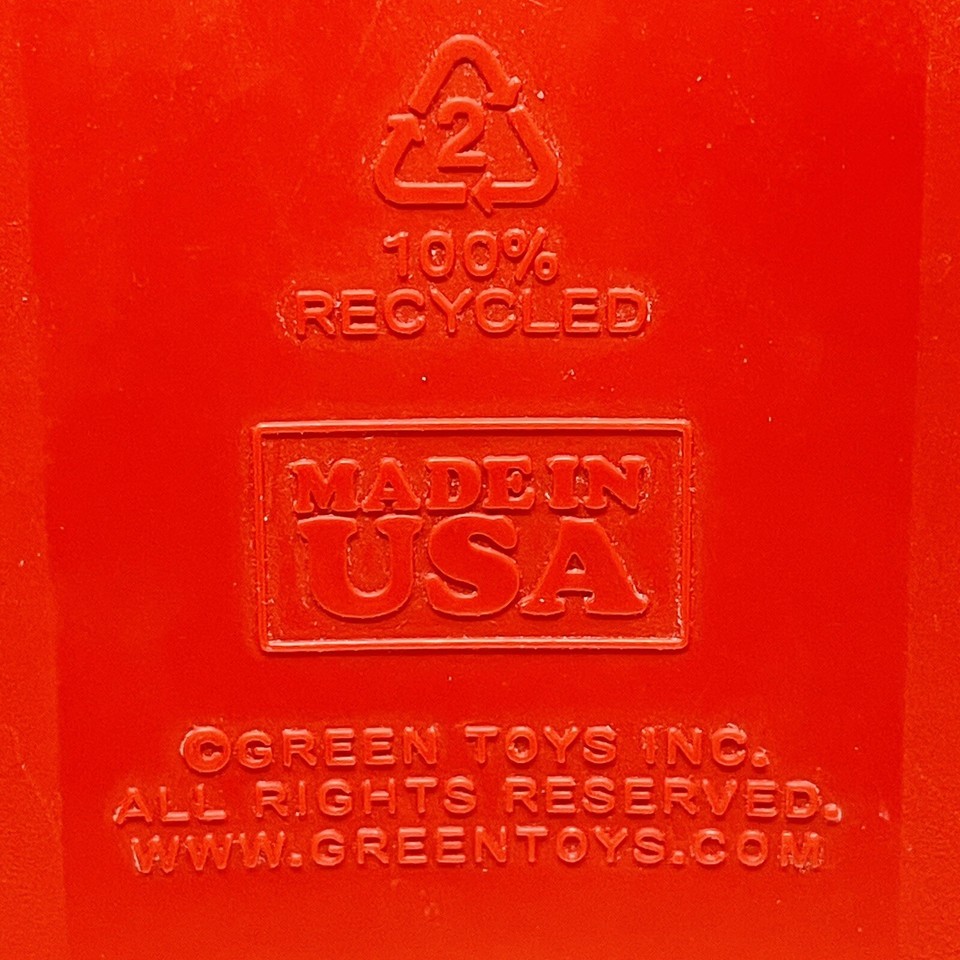 2
100%
RECYCLED
MADE IN
USA
©GREEN TOYS INC.
ALL RIGHTS RESERVED.
WWW.GREENTOYS.COM